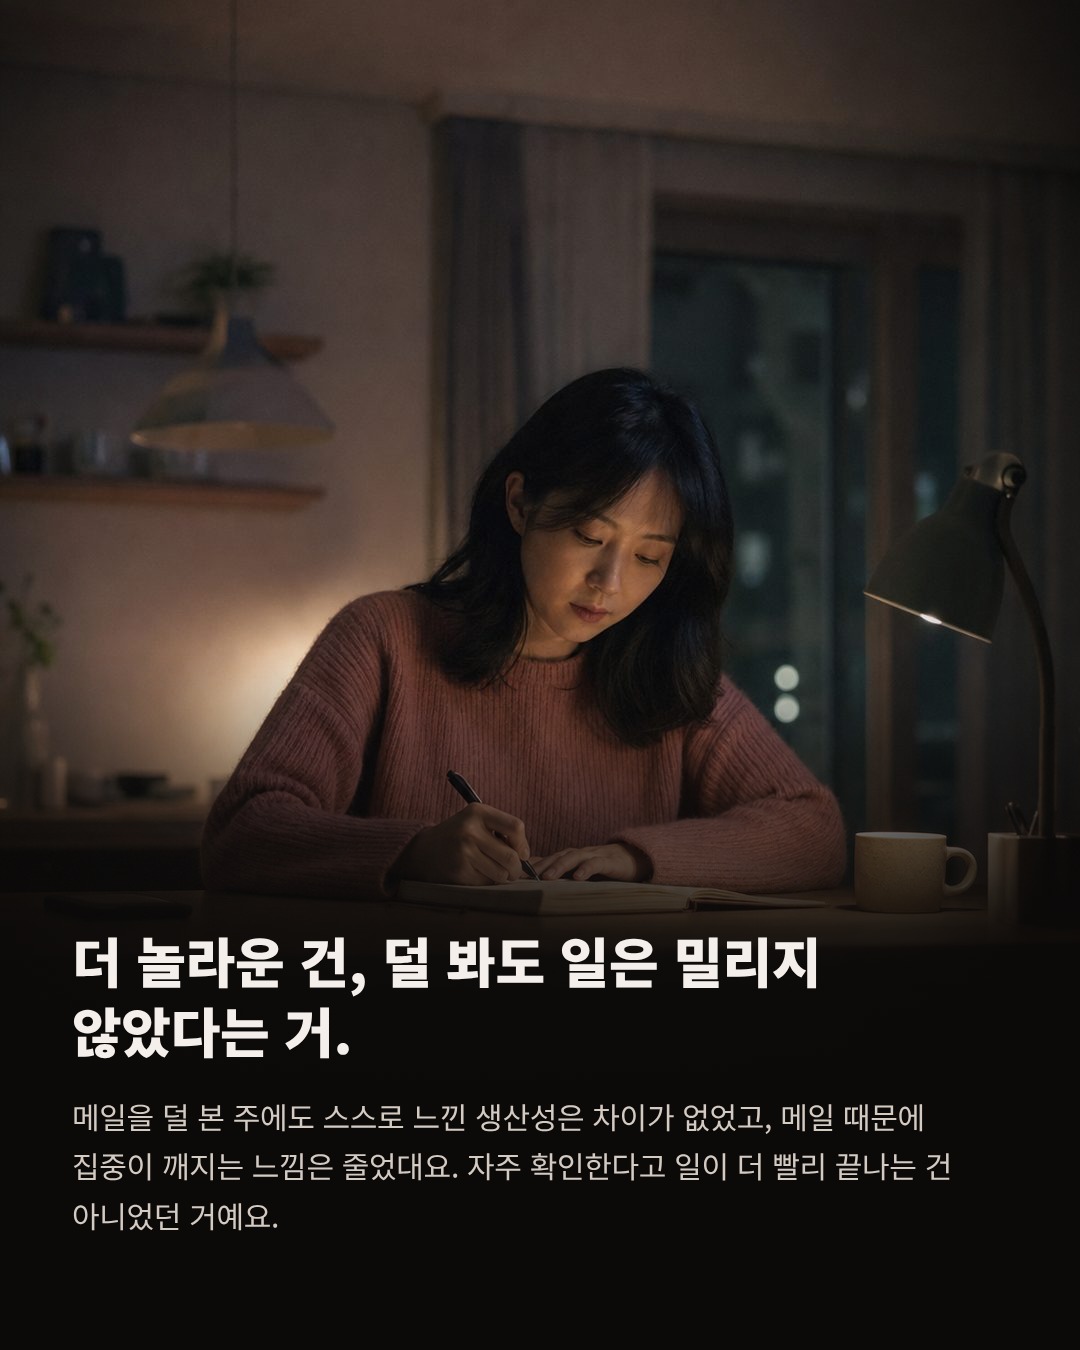 더 놀라운 건, 덜 봐도 일은 밀리지
않았다는 거.
메일을 덜 본 주에도 스스로 느낀 생산성은 차이가 없었고, 메일 때문에
집중이 깨지는 느낌은 줄었대요. 자주 확인한다고 일이 더 빨리 끝나는 건
아니었던 거예요.